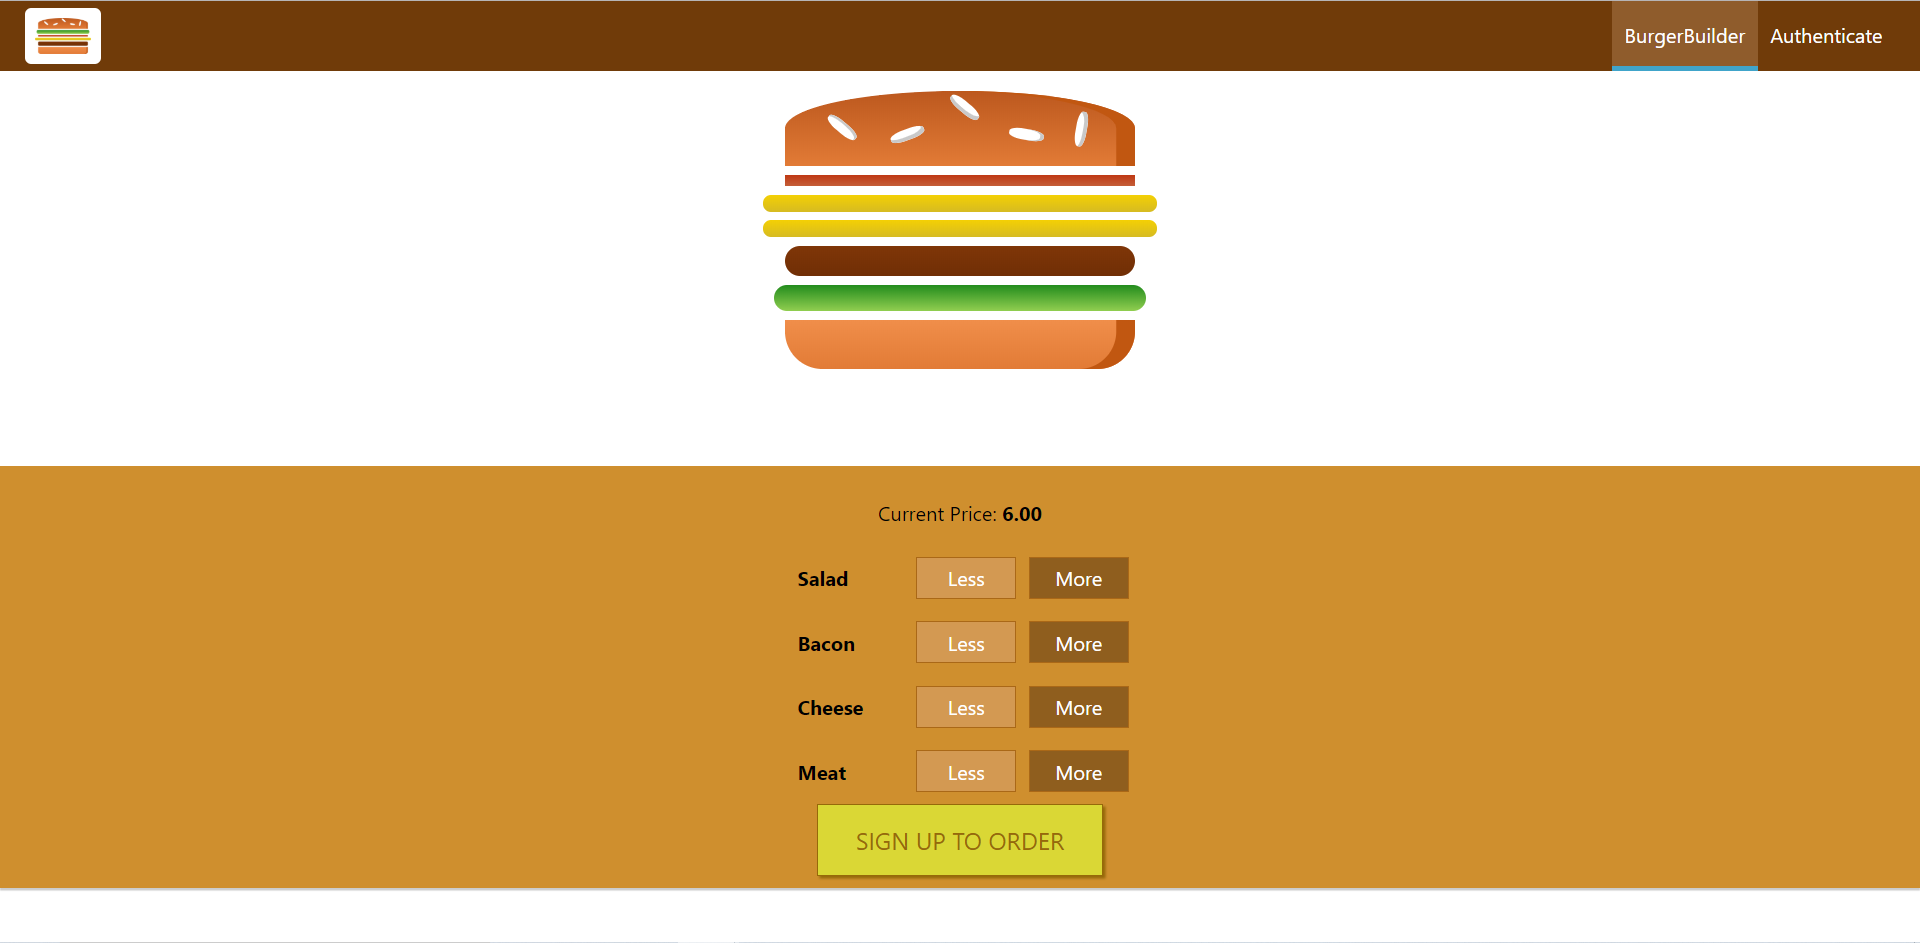 BurgerBuilder Authenticate
Current Price: 6.00
Salad Less More
Bacon Less More
Cheese Less More
Meat Less More
SIGN UP TO ORDER